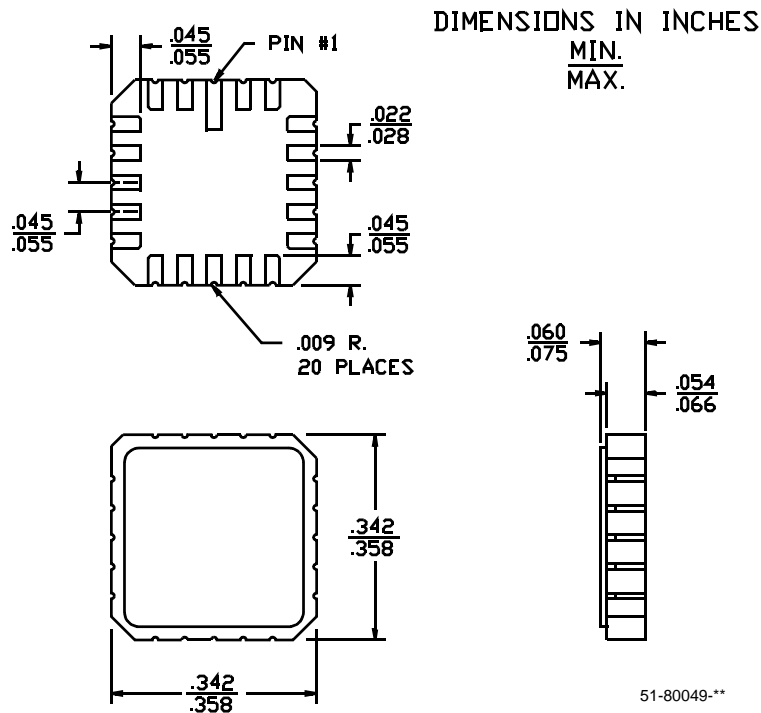 DIMENSIONS IN INCHES
MIN.
MAX.
.045
.055
PIN #1
.022
.028
.045
.055
.045
.055
.009 R.
20 PLACES
.060
.075
.054
.066
.342
.358
.342
.358
51-80049-**